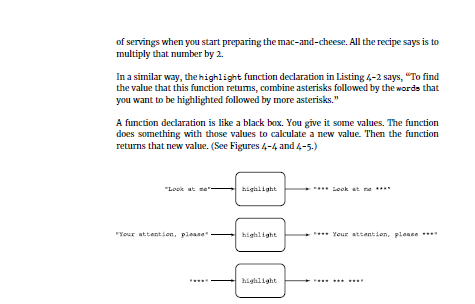 of servings when you start preparing the mac-and-cheese. All the recipe says is to
multiply that number by 2.
In a similar way, the highlight function declaration in Listing 4-2 says, “To find
the value that this function returns, combine asterisks followed by the words that
you want to be highlighted followed by more asterisks.”
A function declaration is like a black box. You give it some values. The function
does something with those values to calculate a new value. Then the function
returns that new value. (See Figures 4-4 and 4-5.)
"Look at me" highlight "*** Look at me ***"
"Your attention, please" highlight "*** Your attention, please ***"
"***" highlight "*** *** ***"